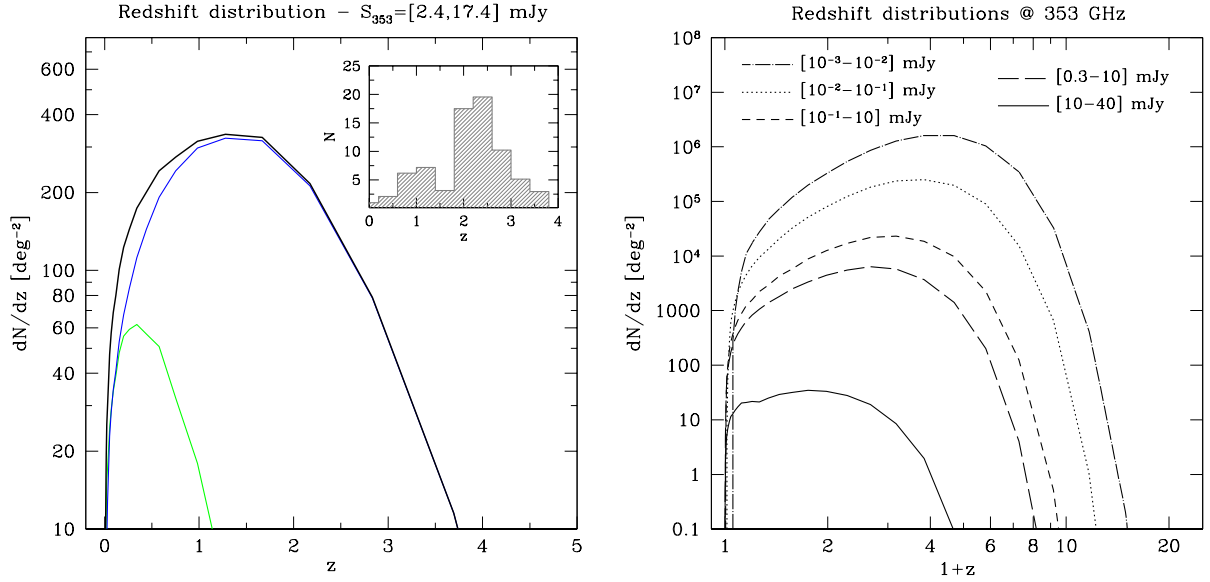 Redshift distribution − S₃₅₃=[2.4,17.4] mJy
600
400
200
100
80
60
40
20
10
dN/dz [deg⁻²]
0 1 2 3 4 5
z
25
20
15
10
5
N
0 1 2 3 4
z
Redshift distributions @ 353 GHz
10⁸
10⁷
10⁶
10⁵
10⁴
1000
100
10
1
0.1
dN/dz [deg⁻²]
[10⁻³−10⁻²] mJy
[10⁻²−10⁻¹] mJy
[10⁻¹−10] mJy
[0.3−10] mJy
[10−40] mJy
1 2 4 6 8 10 20
1+z